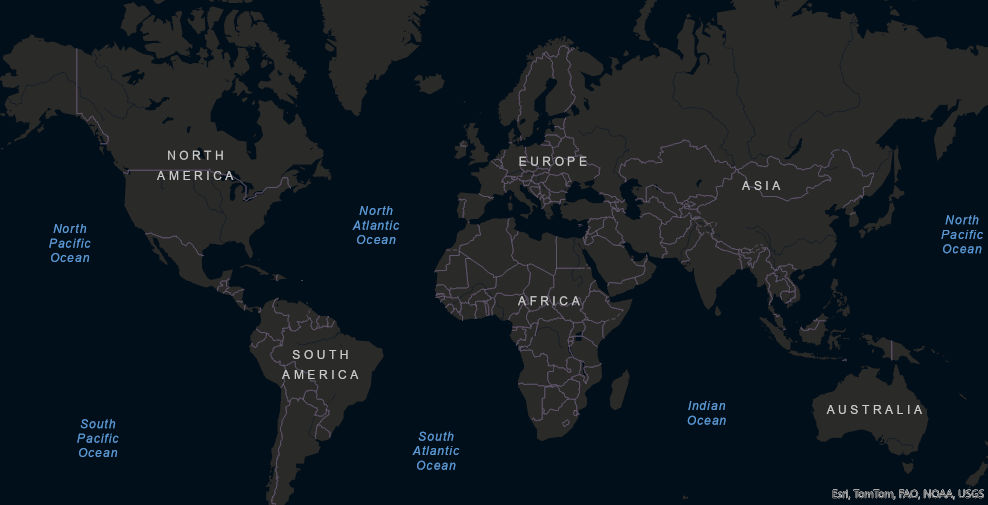 NORTH
AMERICA
EUROPE
ASIA
North
Pacific
Ocean
North
Atlantic
Ocean
North
Pacific
Ocean
AFRICA
SOUTH
AMERICA
South
Pacific
Ocean
South
Atlantic
Ocean
Indian
Ocean
AUSTRALIA
Esri, TomTom, FAO, NOAA, USGS